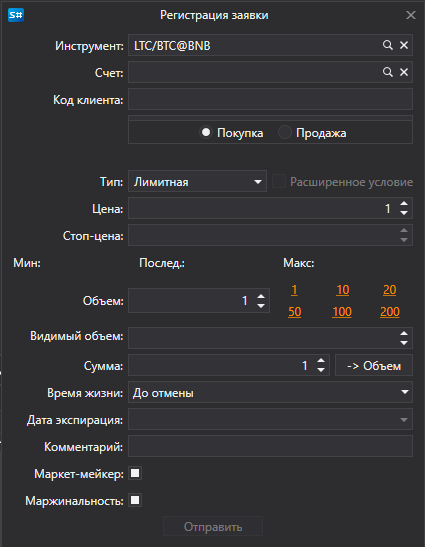 S# Регистрация заявки
Инструмент: LTC/BTC@BNB
Счет:
Код клиента:
Покупка Продажа
Тип: Лимитная Расширенное условие
Цена: 1
Стоп-цена:
Мин: Послед.: Макс:
Объем: 1 1 10 20
50 100 200
Видимый объем:
Сумма: 1 -> Объем
Время жизни: До отмены
Дата экспирация:
Комментарий:
Маркет-мейкер:
Маржинальность:
Отправить